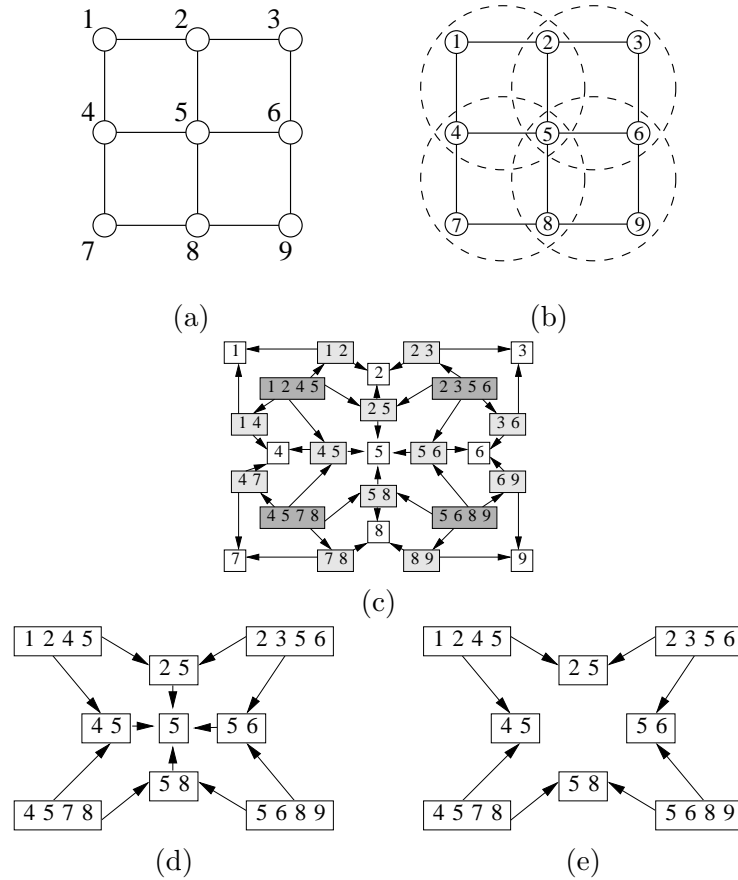 1 2 3
4 5 6
7 8 9
(a)
1 2 3
4 5 6
7 8 9
(b)
1 1 2 2 3 3
2
1 2 4 5 2 3 5 6
2 5
1 4 3 6
4 4 5 5 5 6 6
4 7 5 8 6 9
4 5 7 8 5 6 8 9
8
7 7 8 8 9 9
(c)
1 2 4 5 2 3 5 6
2 5
4 5 5 5 6
5 8
4 5 7 8 5 6 8 9
(d)
1 2 4 5 2 3 5 6
2 5
4 5 5 6
5 8
4 5 7 8 5 6 8 9
(e)